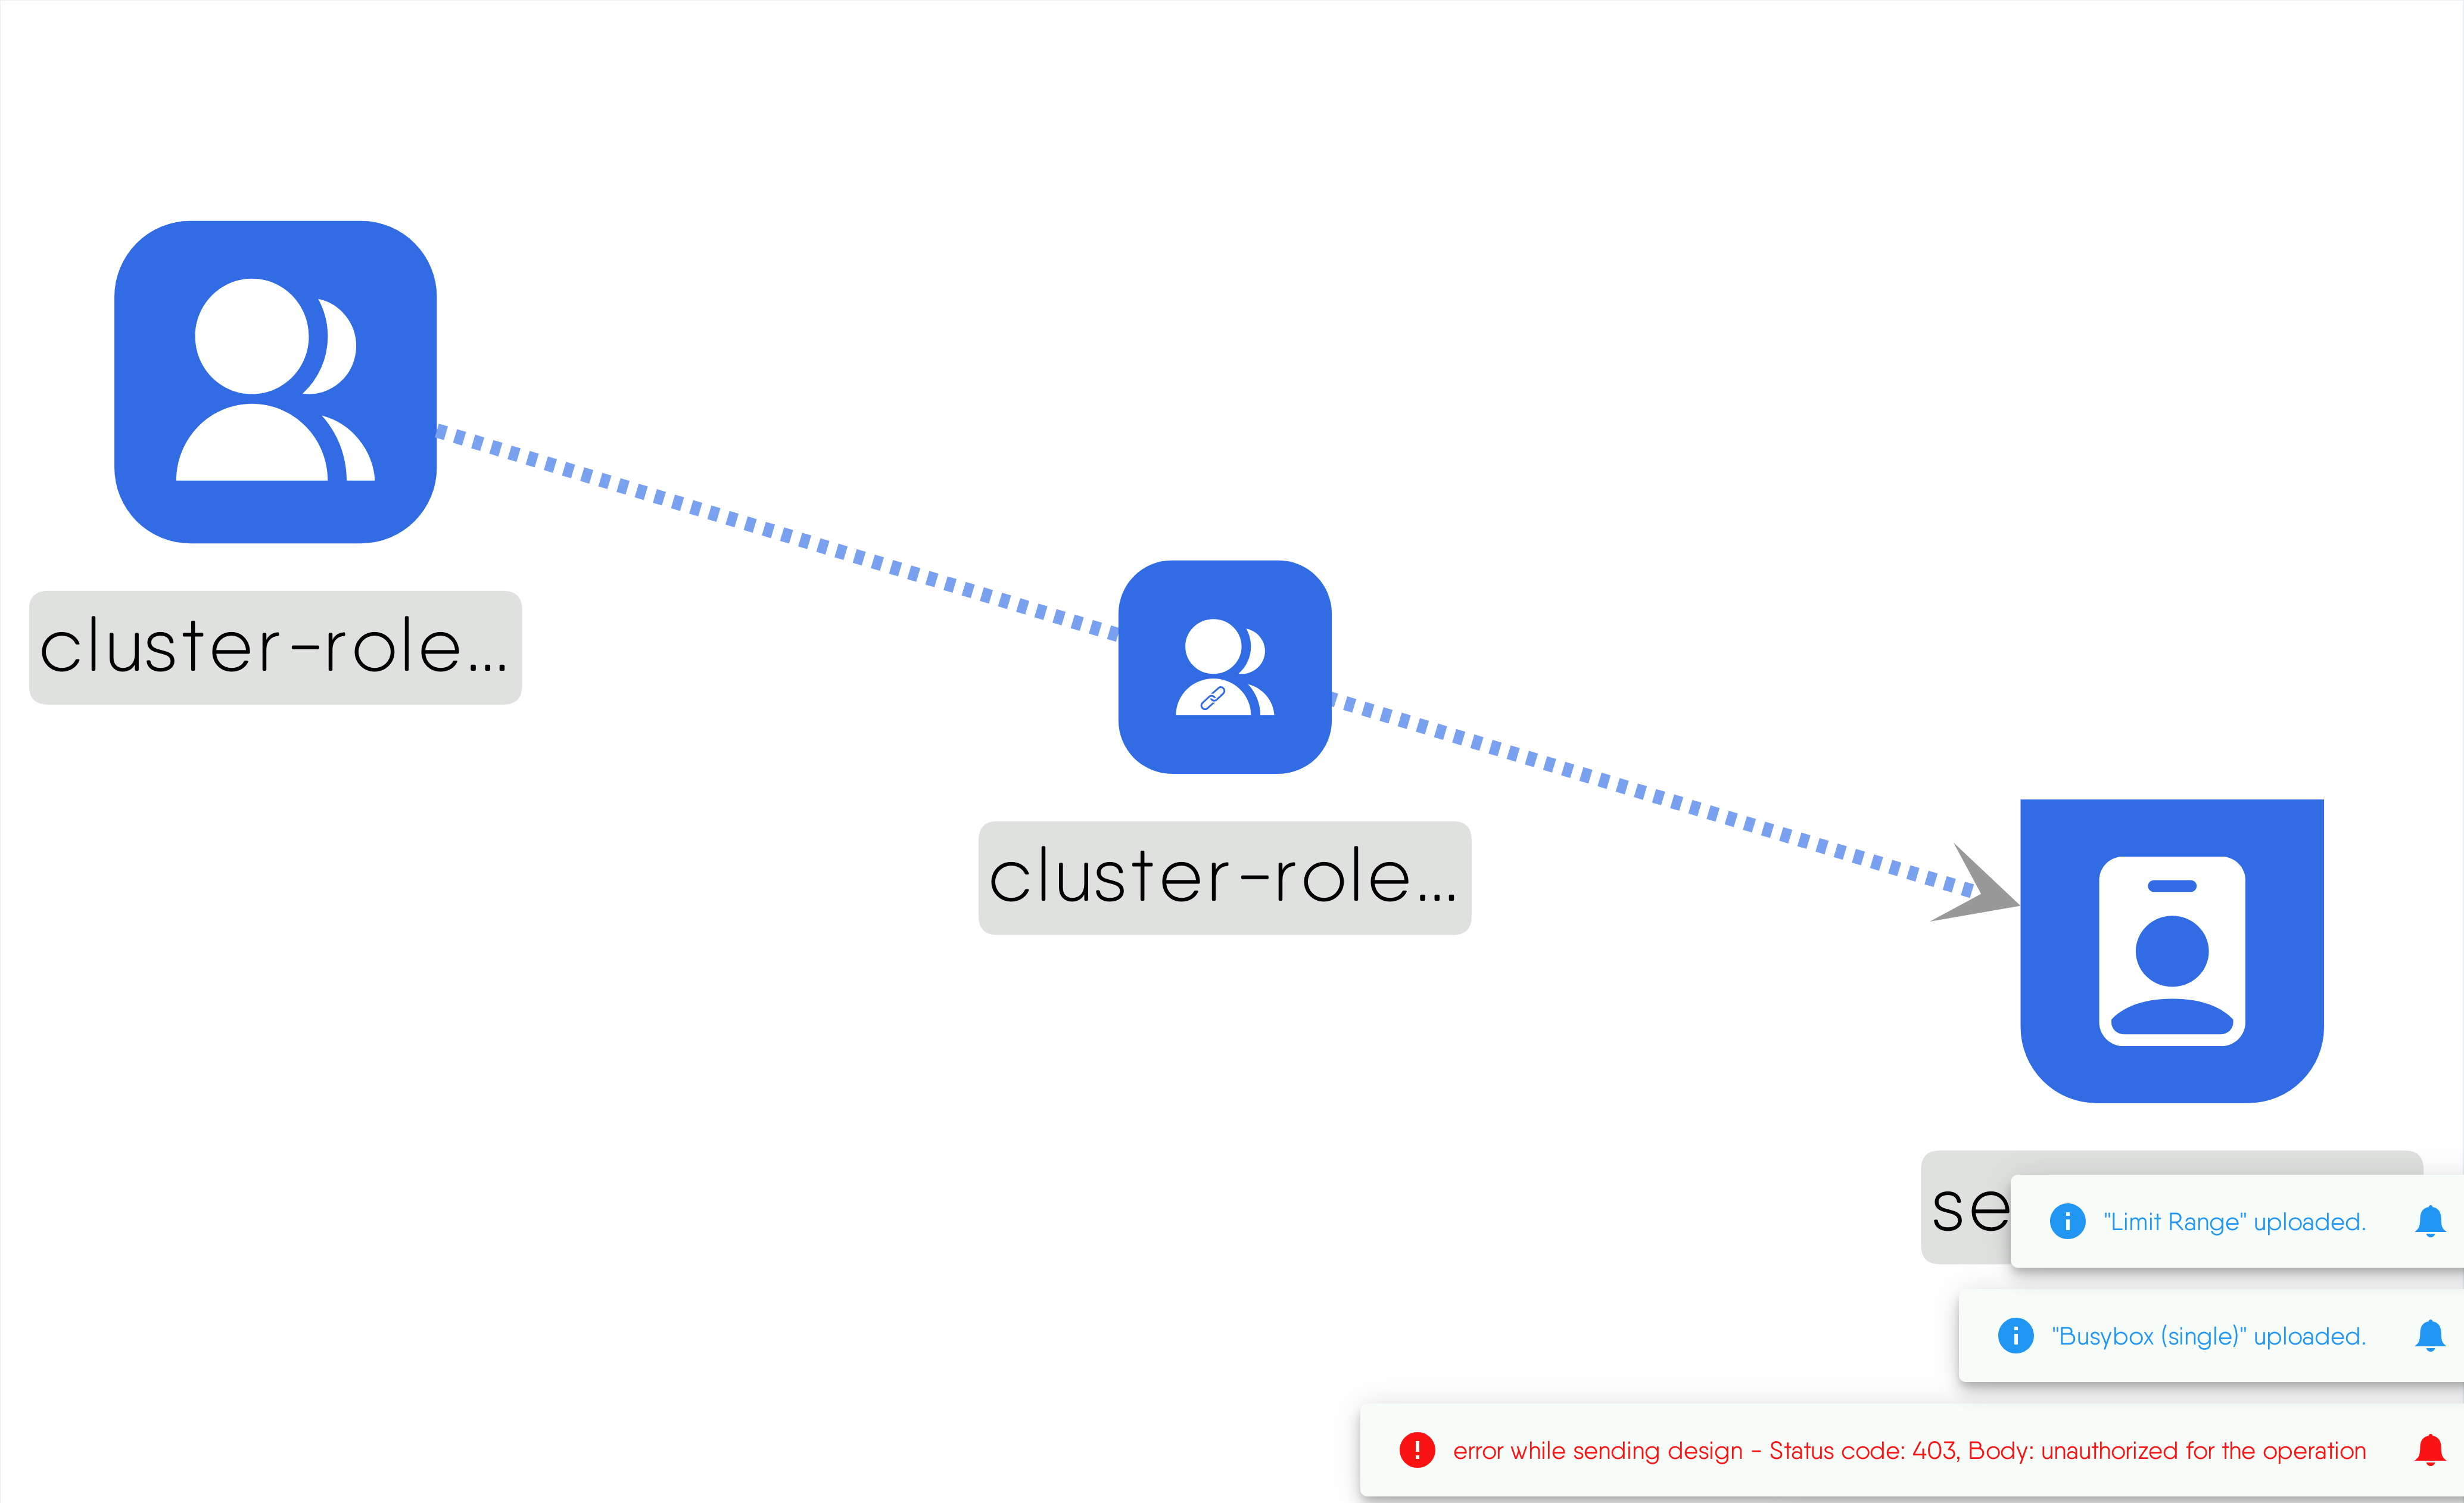 cluster-role...
cluster-role...
se
"Limit Range" uploaded.
"Busybox (single)" uploaded.
error while sending design - Status code: 403, Body: unauthorized for the operation